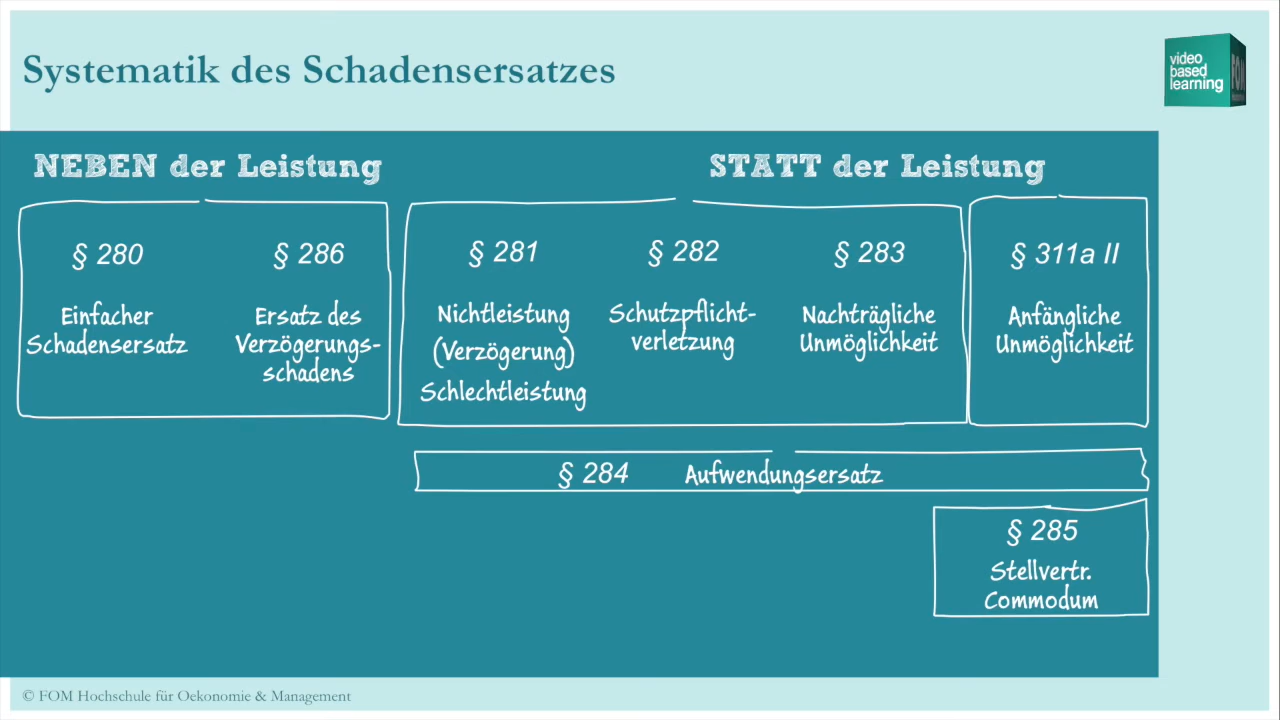 Systematik des Schadensersatzes
video
based
learning
FOM
NEBEN der Leistung
STATT der Leistung
§ 280
Einfacher
Schadensersatz
§ 286
Ersatz des
Verzögerungs-
schadens
§ 281
Nichtleistung
(Verzögerung)
Schlechtleistung
§ 282
Schutzpflicht-
verletzung
§ 283
Nachträgliche
Unmöglichkeit
§ 311a II
Anfängliche
Unmöglichkeit
§ 284 Aufwendungsersatz
§ 285
Stellvertr.
Commodum
© FOM Hochschule für Oekonomie & Management